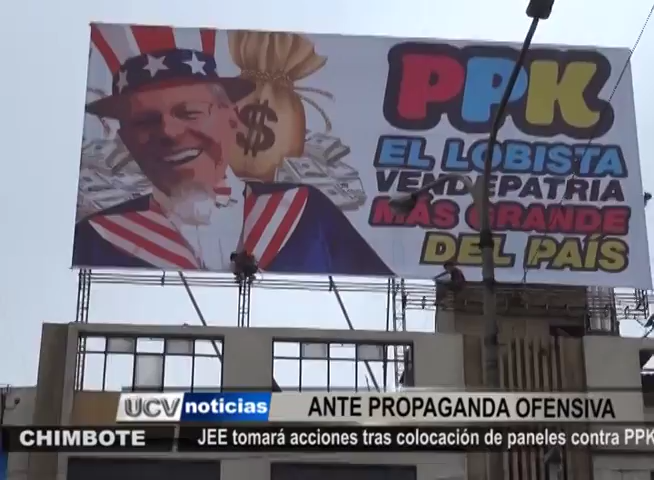 $
PPK
EL LOBISTA
VENDEPATRIA
MÁS GRANDE
DEL PAÍS
UCV noticias
ANTE PROPAGANDA OFENSIVA
CHIMBOTE
JEE tomará acciones tras colocación de paneles contra PPK